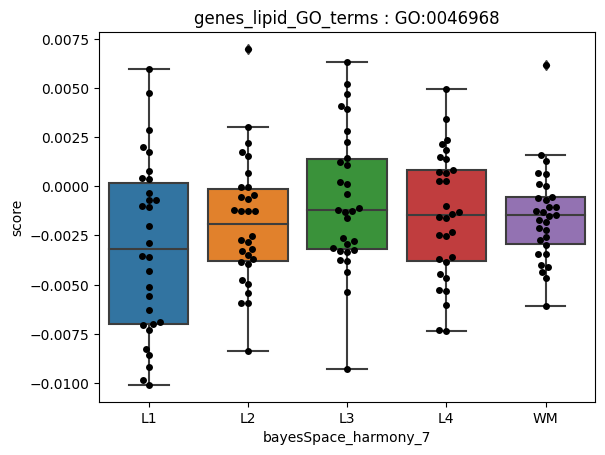 genes_lipid_GO_terms : GO:0046968
0.0075
0.0050
0.0025
0.0000
−0.0025
−0.0050
−0.0075
−0.0100
score
L1 L2 L3 L4 WM
bayesSpace_harmony_7